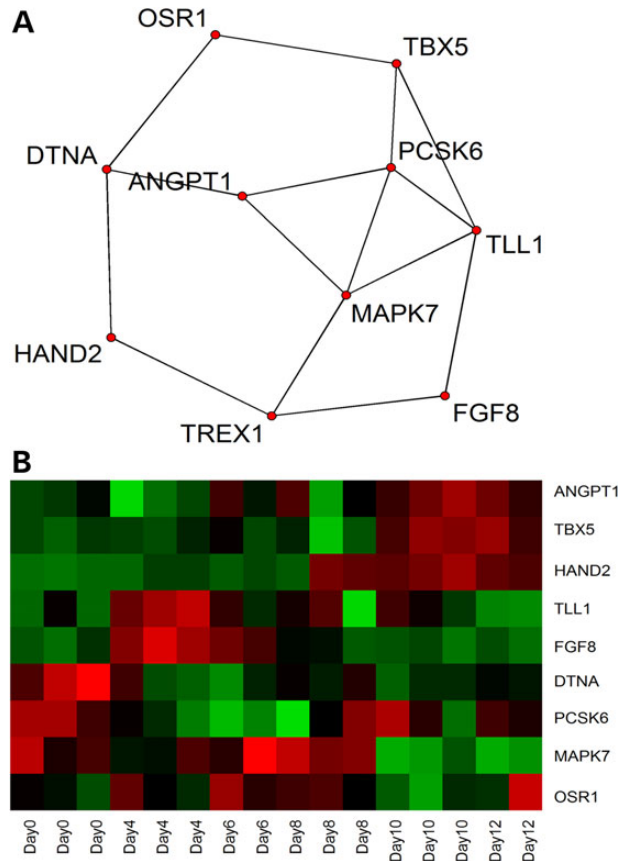 A
OSR1
TBX5
DTNA
ANGPT1
PCSK6
TLL1
MAPK7
HAND2
FGF8
TREX1
B
ANGPT1
TBX5
HAND2
TLL1
FGF8
DTNA
PCSK6
MAPK7
OSR1
Day0 Day0 Day0 Day4 Day4 Day4 Day6 Day6 Day8 Day8 Day8 Day10 Day10 Day10 Day12 Day12